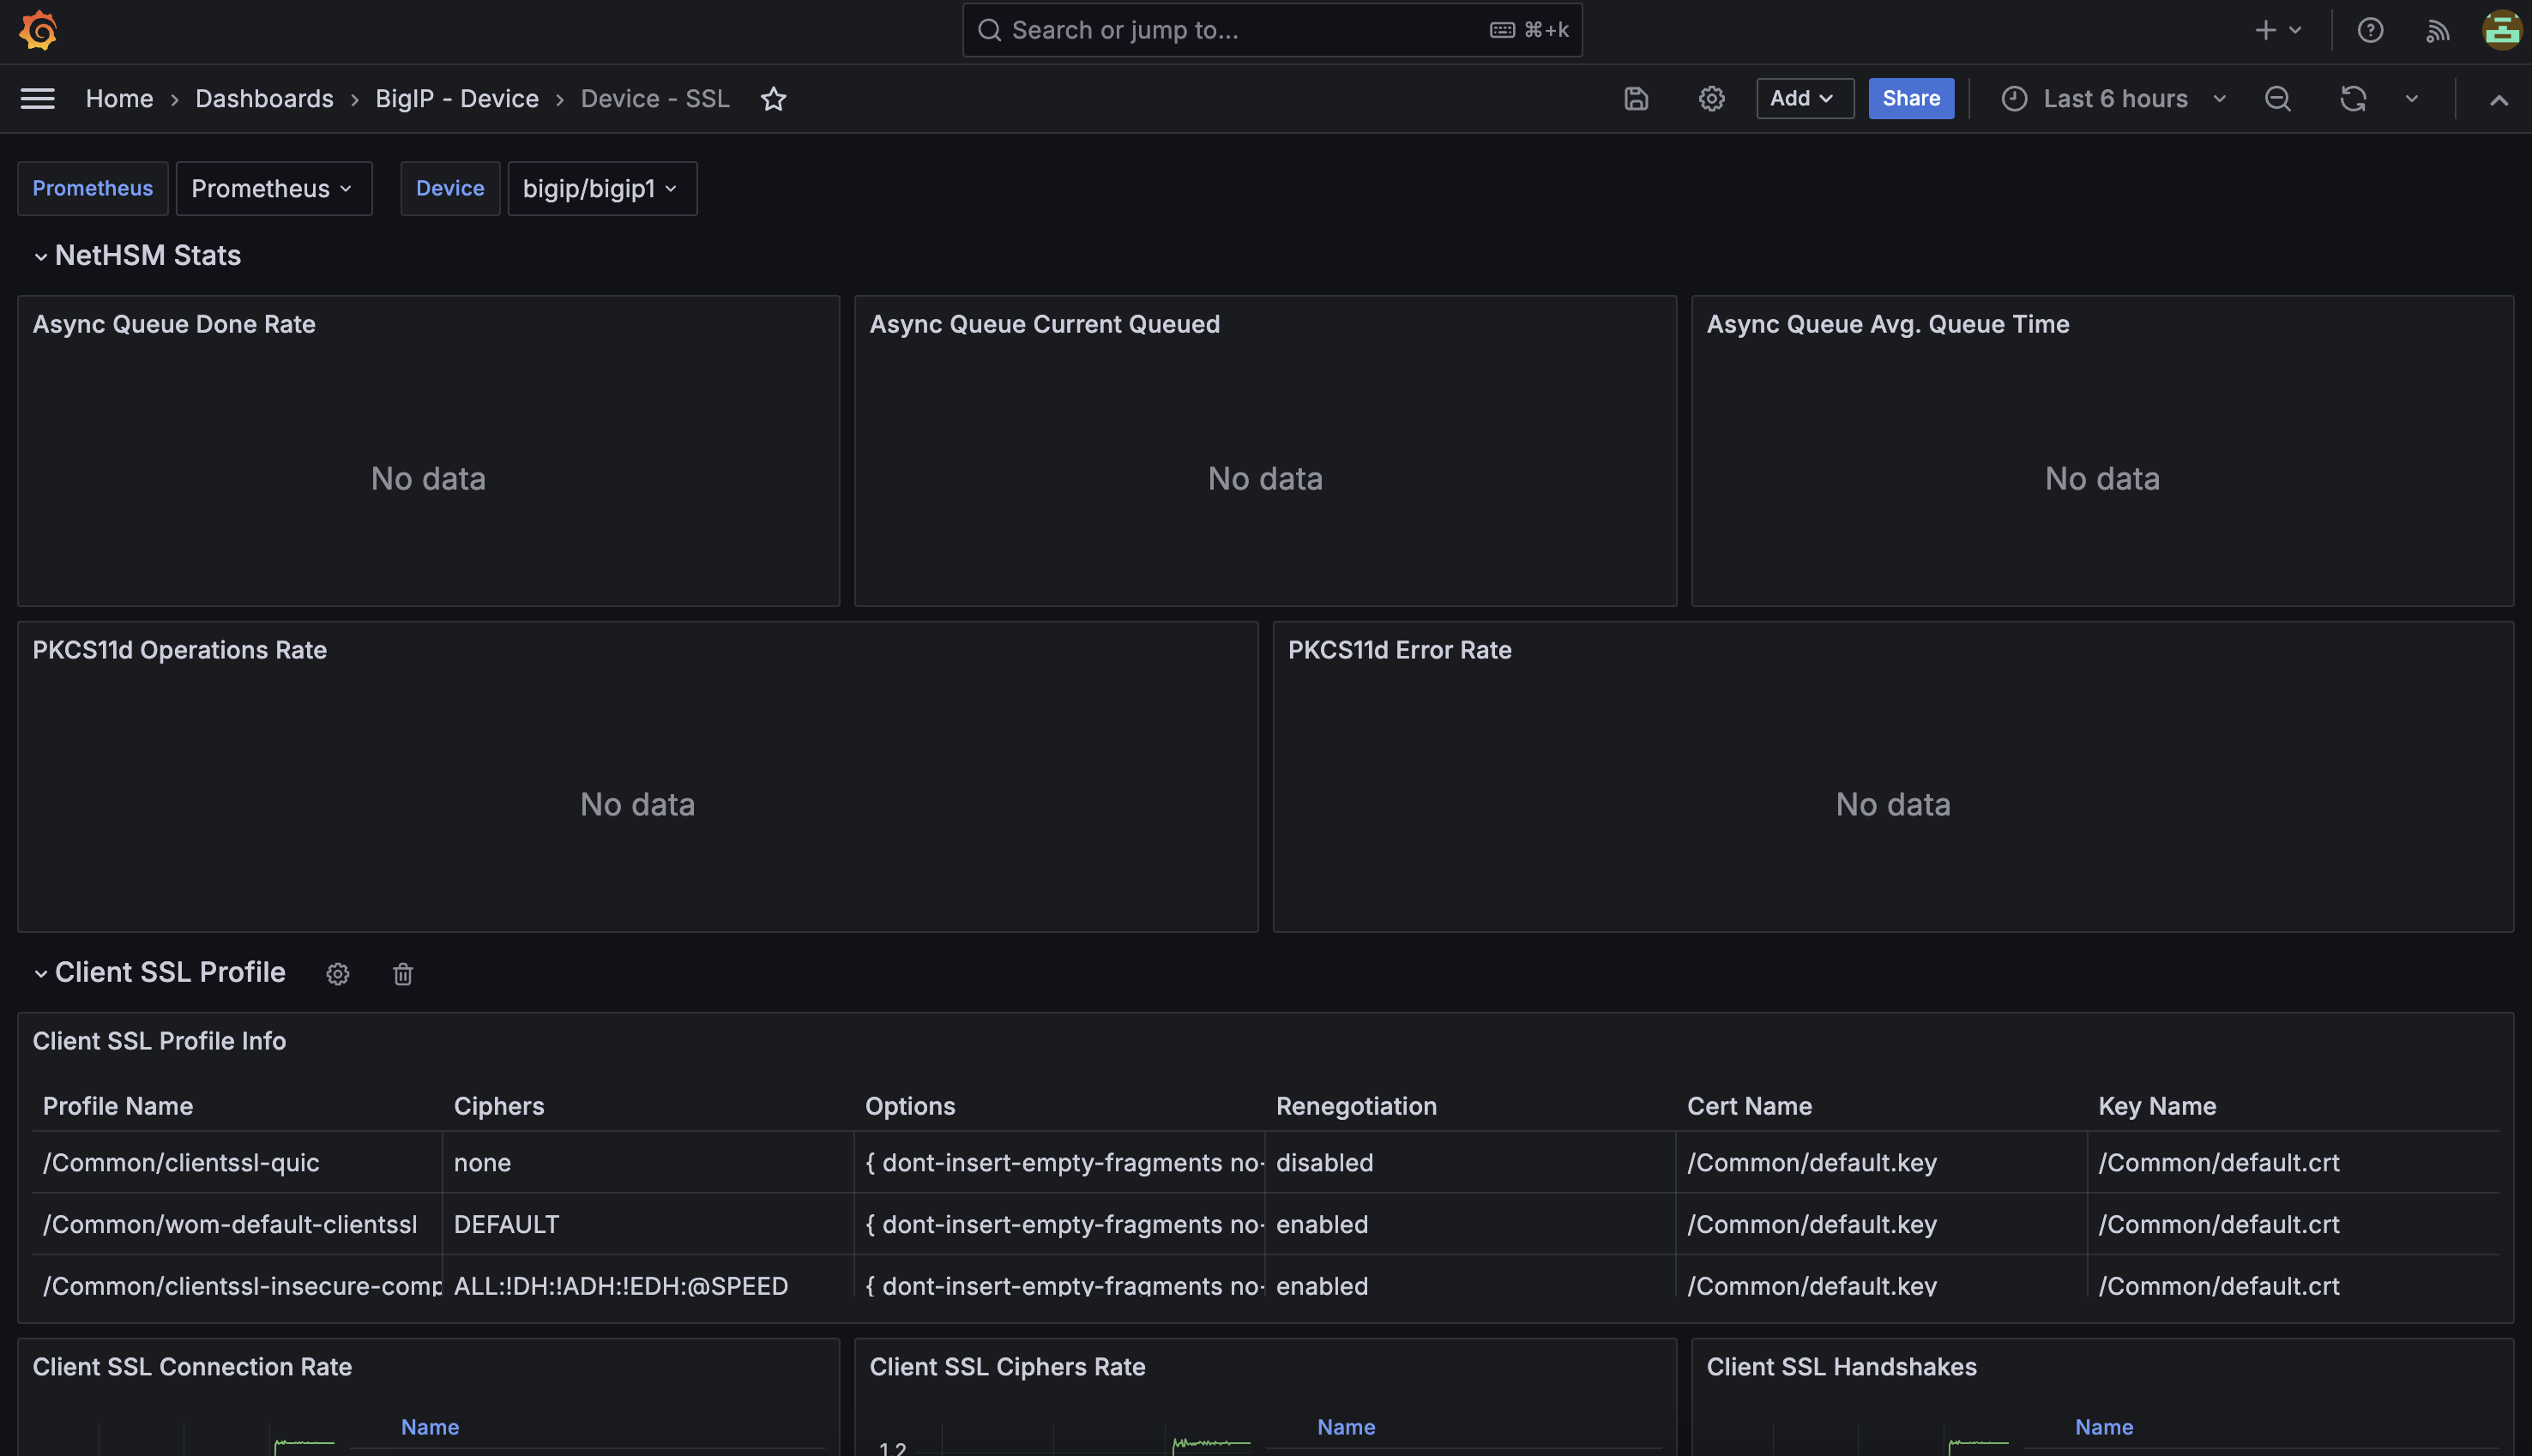 Search or jump to... ⌘+k
Home › Dashboards › BigIP - Device › Device - SSL Add Share Last 6 hours
Prometheus Prometheus Device bigip/bigip1
NetHSM Stats
Async Queue Done Rate Async Queue Current Queued Async Queue Avg. Queue Time
No data No data No data
PKCS11d Operations Rate PKCS11d Error Rate
No data No data
Client SSL Profile
Client SSL Profile Info
Profile Name Ciphers Options Renegotiation Cert Name Key Name
/Common/clientssl-quic none { dont-insert-empty-fragments no- disabled /Common/default.key /Common/default.crt
/Common/wom-default-clientssl DEFAULT { dont-insert-empty-fragments no- enabled /Common/default.key /Common/default.crt
/Common/clientssl-insecure-comp ALL:!DH:!ADH:!EDH:@SPEED { dont-insert-empty-fragments no- enabled /Common/default.key /Common/default.crt
Client SSL Connection Rate Client SSL Ciphers Rate Client SSL Handshakes
Name Name Name
1.2